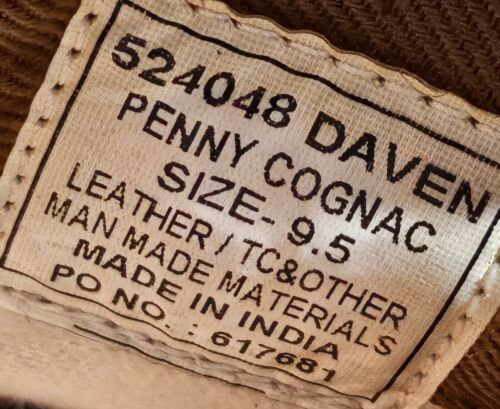 524048 DAVEN
PENNY COGNAC
SIZE- 9.5
LEATHER / TC&OTHER
MAN MADE MATERIALS
MADE IN INDIA
PO NO. : 617681